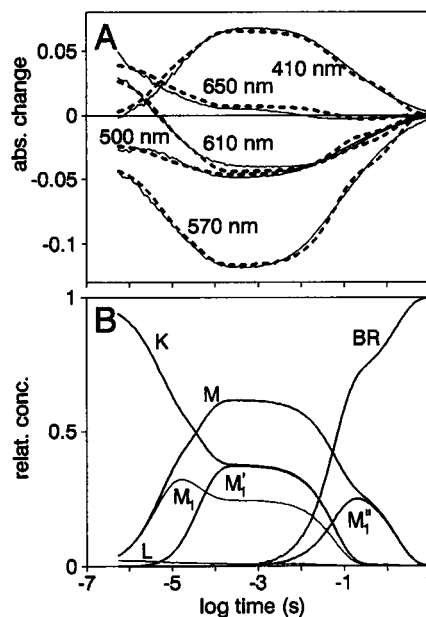 A
0.05
0
-0.05
-0.1
abs. change
650 nm
410 nm
500 nm
610 nm
570 nm
B
1
0.5
0
relat. conc.
K
BR
M
M₁
M₁'
M₁"
L
-7
-5
-3
-1
log time (s)